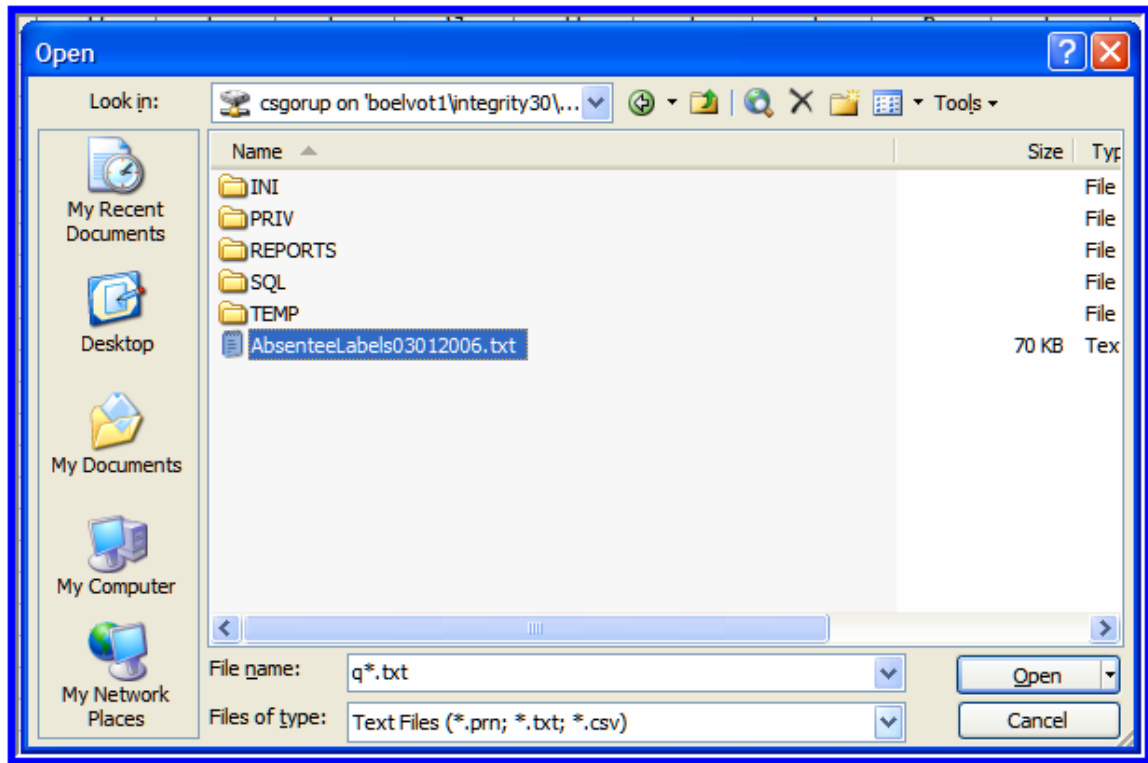 Open
Look in:
csgorup on 'boelvot1\integrity30\...
Tools
My Recent
Documents
Desktop
My Documents
My Computer
My Network
Places
Name
Size
Typ
INI
File
PRIV
File
REPORTS
File
SQL
File
TEMP
File
AbsenteeLabels03012006.txt
70 KB
Tex
File name:
q*.txt
Open
Files of type:
Text Files (*.prn; *.txt; *.csv)
Cancel